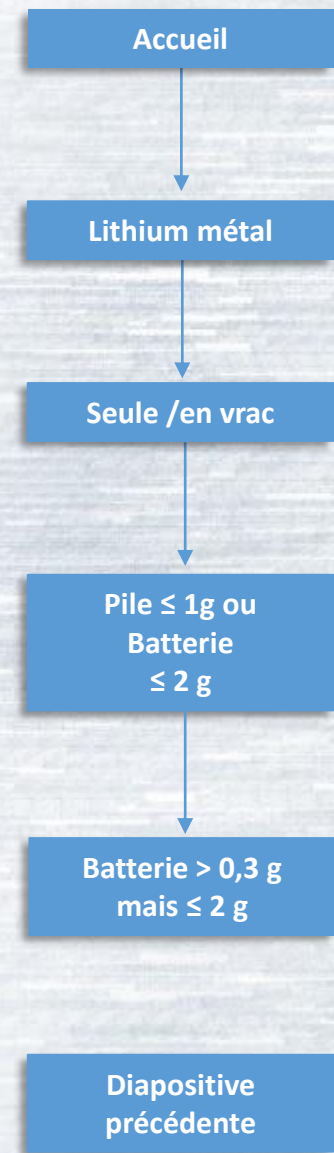 Accueil
Lithium métal
Seule /en vrac
Pile ≤ 1g ou
Batterie
≤ 2 g
Batterie > 0,3 g
mais ≤ 2 g
Diapositive
précédente